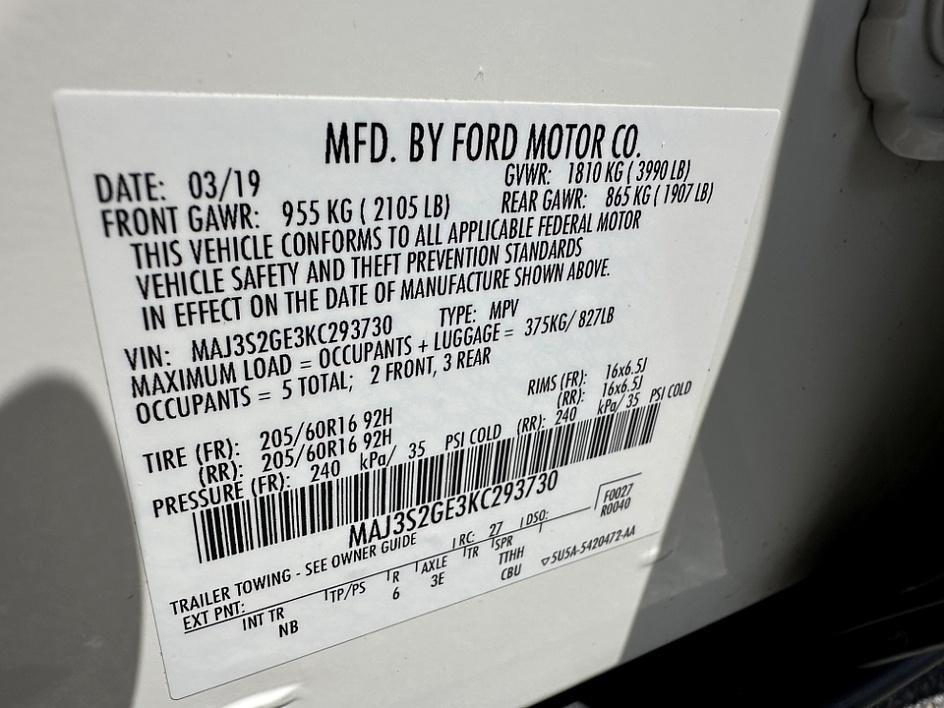 MFD. BY FORD MOTOR CO.
DATE: 03/19 GVWR: 1810 KG ( 3990 LB)
FRONT GAWR: 955 KG ( 2105 LB) REAR GAWR: 865 KG ( 1907 LB)
THIS VEHICLE CONFORMS TO ALL APPLICABLE FEDERAL MOTOR
VEHICLE SAFETY AND THEFT PREVENTION STANDARDS
IN EFFECT ON THE DATE OF MANUFACTURE SHOWN ABOVE.
VIN: MAJ3S2GE3KC293730 TYPE: MPV
MAXIMUM LOAD = OCCUPANTS + LUGGAGE = 375KG/ 827LB
OCCUPANTS = 5 TOTAL; 2 FRONT, 3 REAR
TIRE (FR): 205/60R16 92H RIMS (FR): 16x6.5J
(RR): 205/60R16 92H (RR): 16x6.5J
PRESSURE (FR): 240 kPa/ 35 PSI COLD (RR): 240 kPa/ 35 PSI COLD
MAJ3S2GE3KC293730
TRAILER TOWING - SEE OWNER GUIDE RC: 27 DSO: F0027
R0040
EXT PNT:
INT TR TP/PS R AXLE TR SPR
NB 6 3E TTHH
CBU
5U5A-5420472-AA